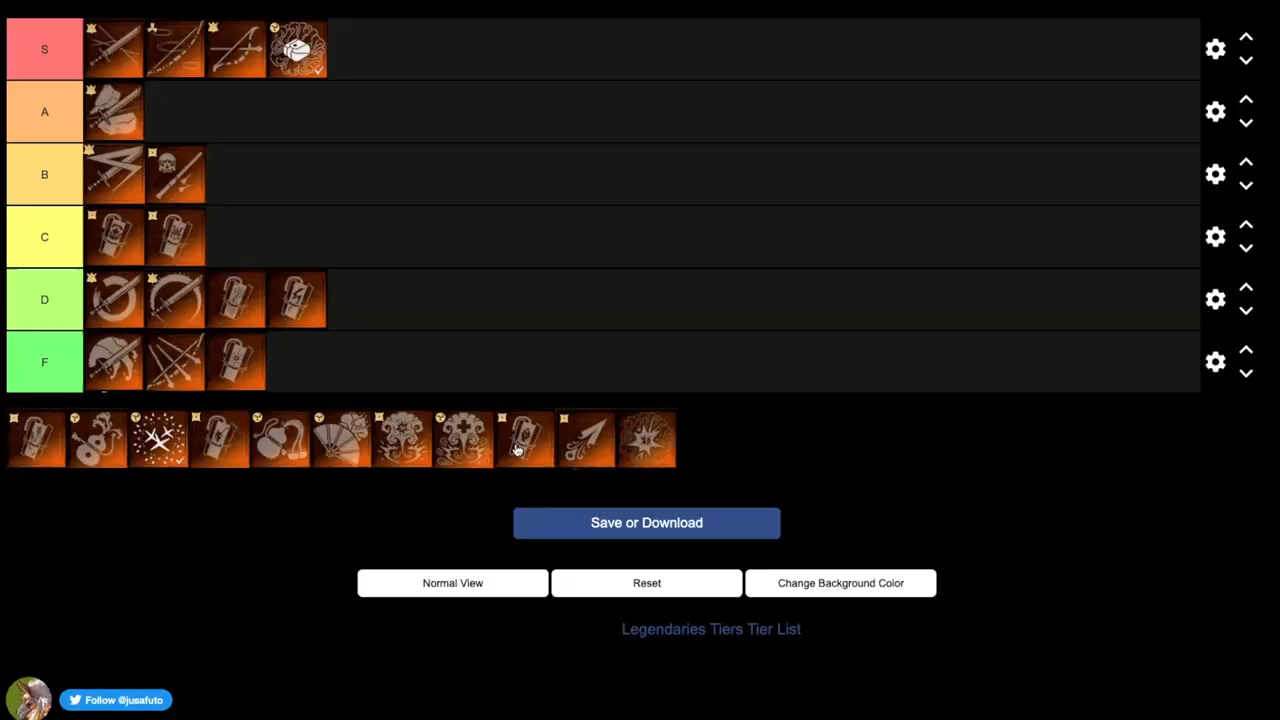 S
A
B
C
D
F
Save or Download
Normal View
Reset
Change Background Color
Legendaries Tiers Tier List
Follow @jusafuto